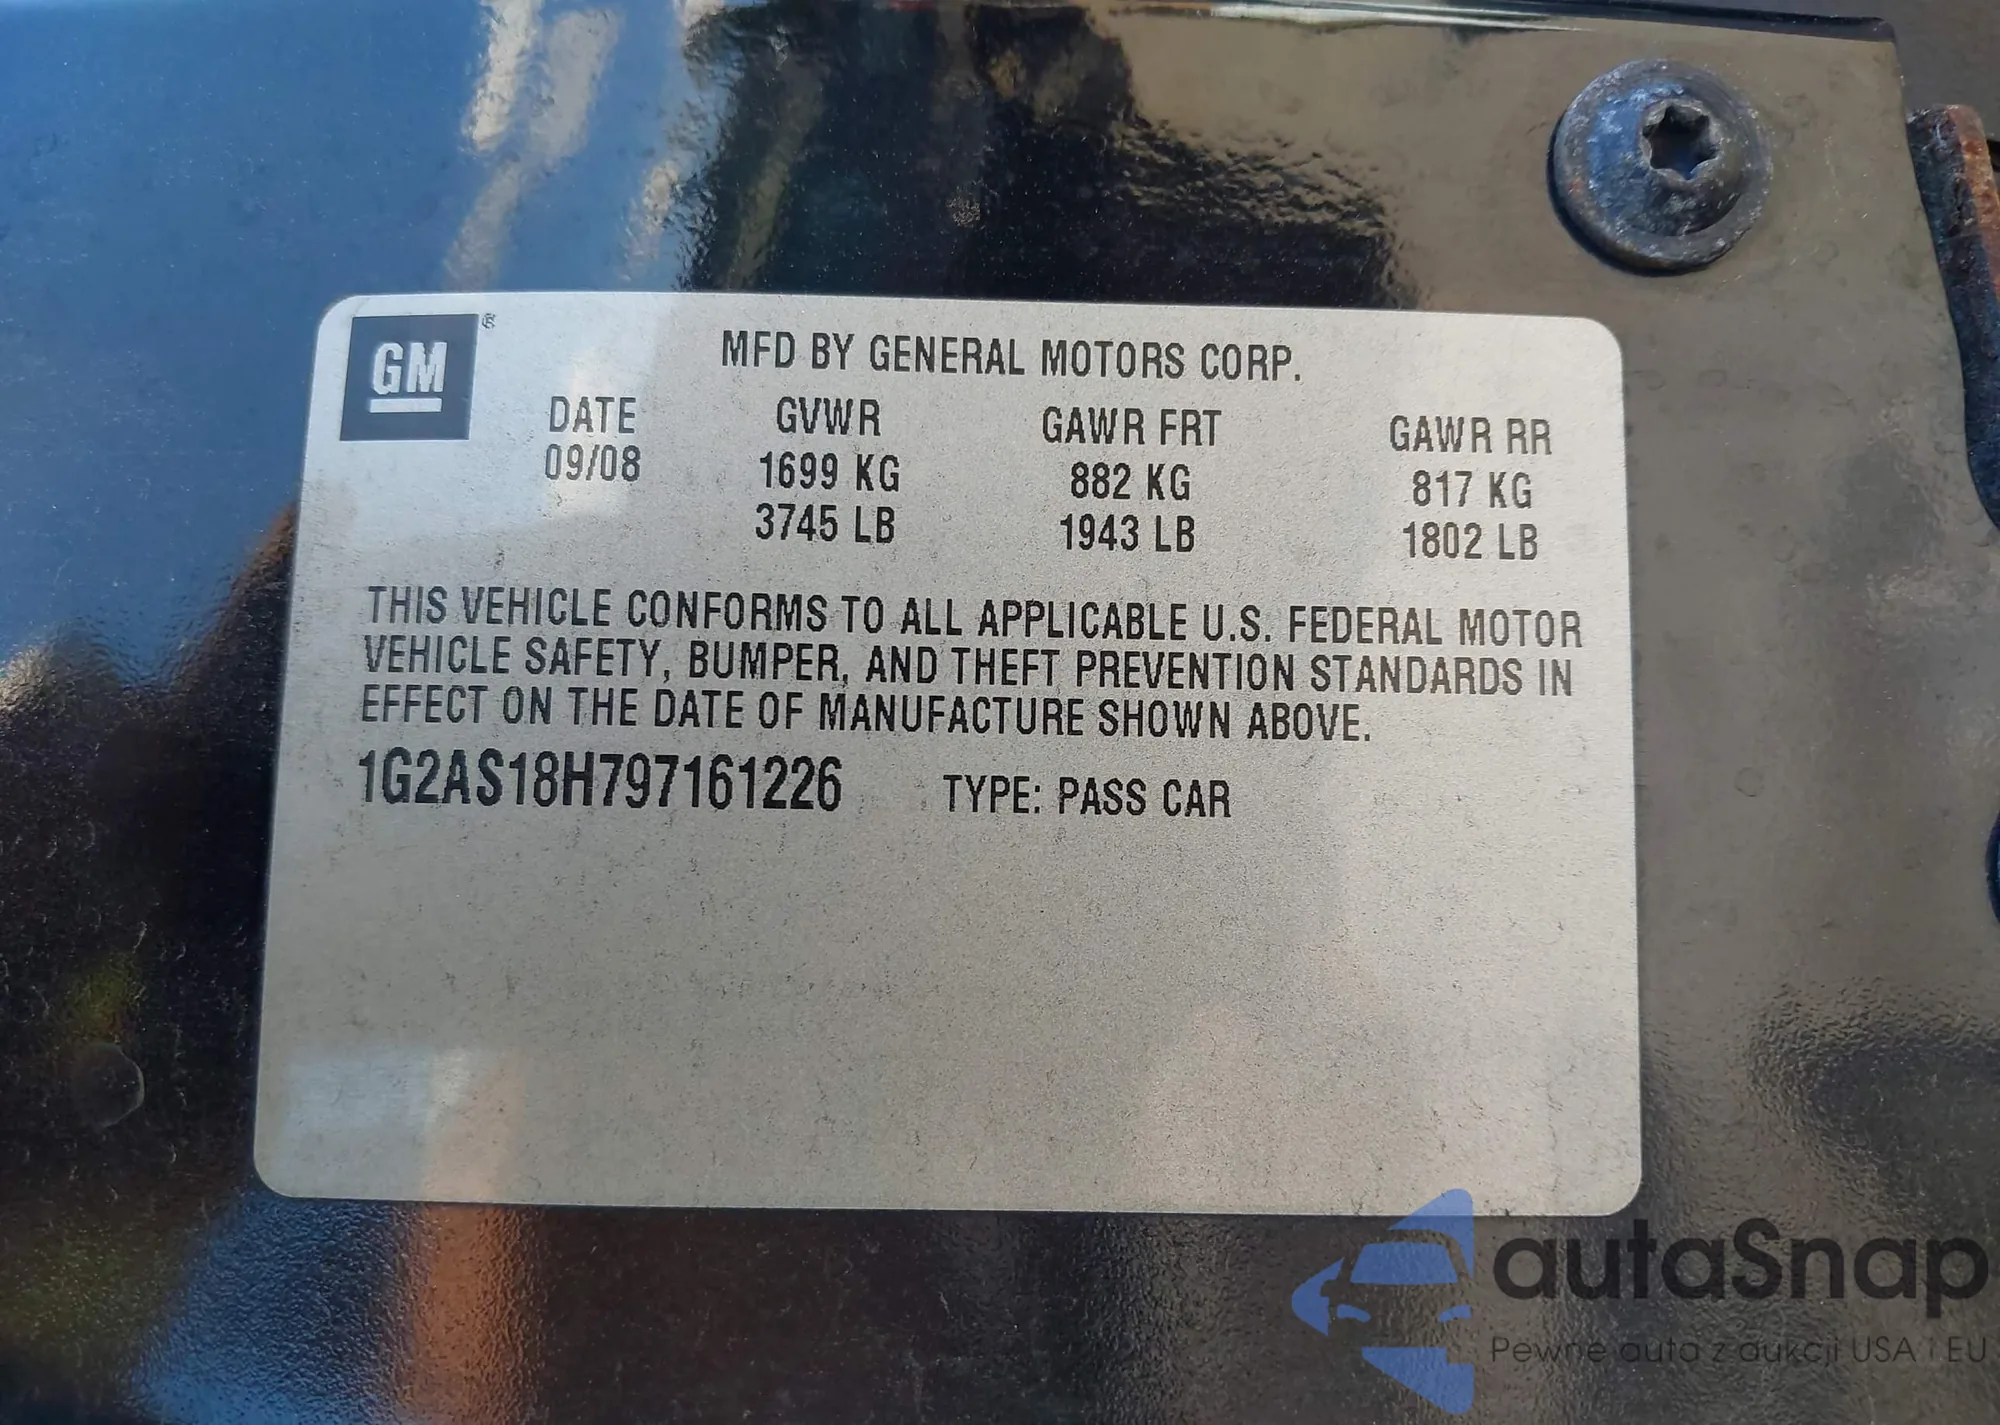 GM®
MFD BY GENERAL MOTORS CORP.
DATE GVWR GAWR FRT GAWR RR
09/08 1699 KG 882 KG 817 KG
3745 LB 1943 LB 1802 LB
THIS VEHICLE CONFORMS TO ALL APPLICABLE U.S. FEDERAL MOTOR
VEHICLE SAFETY, BUMPER, AND THEFT PREVENTION STANDARDS IN
EFFECT ON THE DATE OF MANUFACTURE SHOWN ABOVE.
1G2AS18H797161226 TYPE: PASS CAR
autaSnap
Pewne auta z aukcji USA i EU